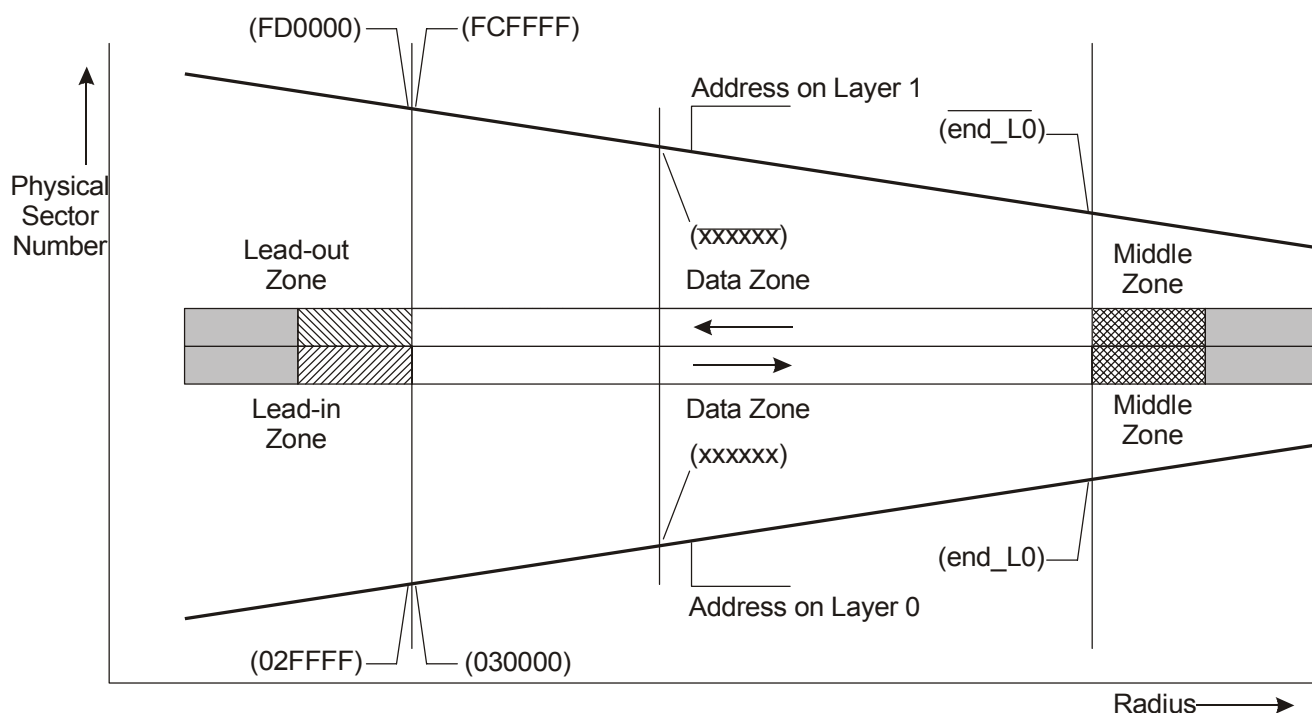 (FD0000)
(FCFFFF)
Address on Layer 1
(end_L0)
Physical
Sector
Number
(xxxxxx)
Lead-out
Zone
Data Zone
Middle
Zone
Lead-in
Zone
Data Zone
Middle
Zone
(xxxxxx)
(end_L0)
Address on Layer 0
(02FFFF)
(030000)
Radius